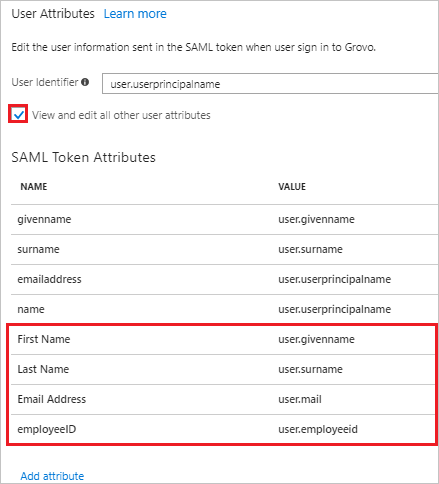 User Attributes Learn more
Edit the user information sent in the SAML token when user sign in to Grovo.
User Identifier user.userprincipalname
View and edit all other user attributes
SAML Token Attributes
NAME VALUE
givenname user.givenname
surname user.surname
emailaddress user.userprincipalname
name user.userprincipalname
First Name user.givenname
Last Name user.surname
Email Address user.mail
employeeID user.employeeid
Add attribute